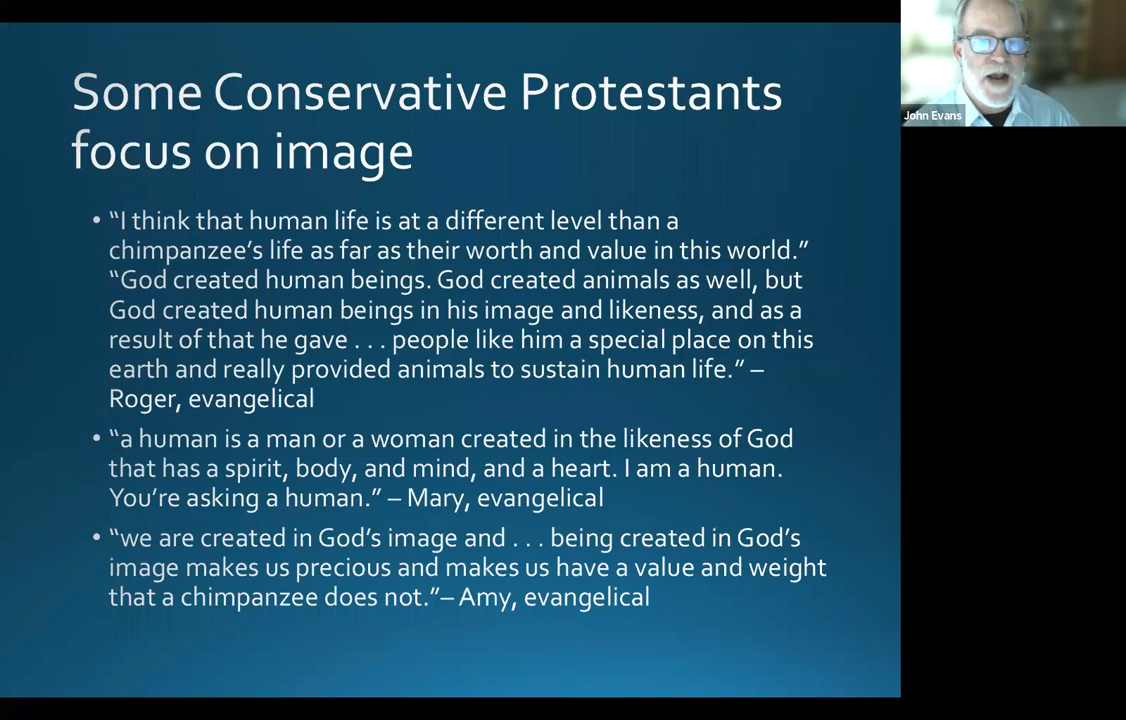 Some Conservative Protestants
focus on image
• “I think that human life is at a different level than a
chimpanzee’s life as far as their worth and value in this world.”
“God created human beings. God created animals as well, but
God created human beings in his image and likeness, and as a
result of that he gave . . . people like him a special place on this
earth and really provided animals to sustain human life.” –
Roger, evangelical
• “a human is a man or a woman created in the likeness of God
that has a spirit, body, and mind, and a heart. I am a human.
You’re asking a human.” – Mary, evangelical
• “we are created in God’s image and . . . being created in God’s
image makes us precious and makes us have a value and weight
that a chimpanzee does not.”– Amy, evangelical
John Evans